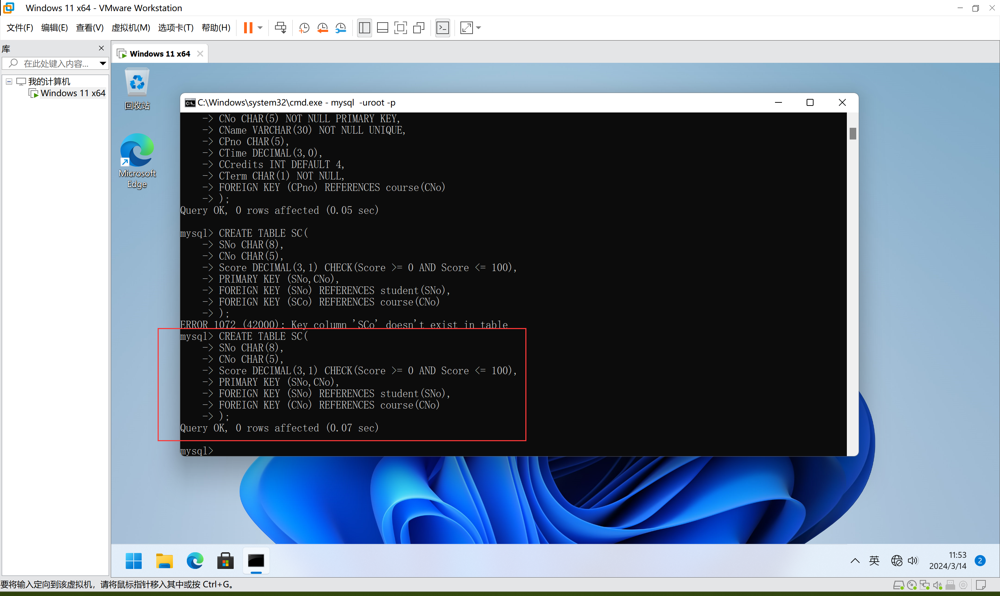 Windows 11 x64 - VMware Workstation
文件(F) 编辑(E) 查看(V) 虚拟机(M) 选项卡(T) 帮助(H)
库
在此处键入内容...
我的计算机
Windows 11 x64
Windows 11 x64
回收站
Microsoft
Edge
C:\Windows\system32\cmd.exe - mysql  -uroot -p
    -> CNo CHAR(5) NOT NULL PRIMARY KEY,
    -> CName VARCHAR(30) NOT NULL UNIQUE,
    -> CPno CHAR(5),
    -> CTime DECIMAL(3,0),
    -> CCredits INT DEFAULT 4,
    -> CTerm CHAR(1) NOT NULL,
    -> FOREIGN KEY (CPno) REFERENCES course(CNo)
    -> );
Query OK, 0 rows affected (0.05 sec)
mysql> CREATE TABLE SC(
    -> SNo CHAR(8),
    -> CNo CHAR(5),
    -> Score DECIMAL(3,1) CHECK(Score >= 0 AND Score <= 100),
    -> PRIMARY KEY (SNo,CNo),
    -> FOREIGN KEY (SNo) REFERENCES student(SNo),
    -> FOREIGN KEY (SCo) REFERENCES course(CNo)
    -> );
ERROR 1072 (42000): Key column 'SCo' doesn't exist in table
mysql> CREATE TABLE SC(
    -> SNo CHAR(8),
    -> CNo CHAR(5),
    -> Score DECIMAL(3,1) CHECK(Score >= 0 AND Score <= 100),
    -> PRIMARY KEY (SNo,CNo),
    -> FOREIGN KEY (SNo) REFERENCES student(SNo),
    -> FOREIGN KEY (CNo) REFERENCES course(CNo)
    -> );
Query OK, 0 rows affected (0.07 sec)
mysql>
英
11:53
2024/3/14
2
要将输入定向到该虚拟机，请将鼠标指针移入其中或按 Ctrl+G。